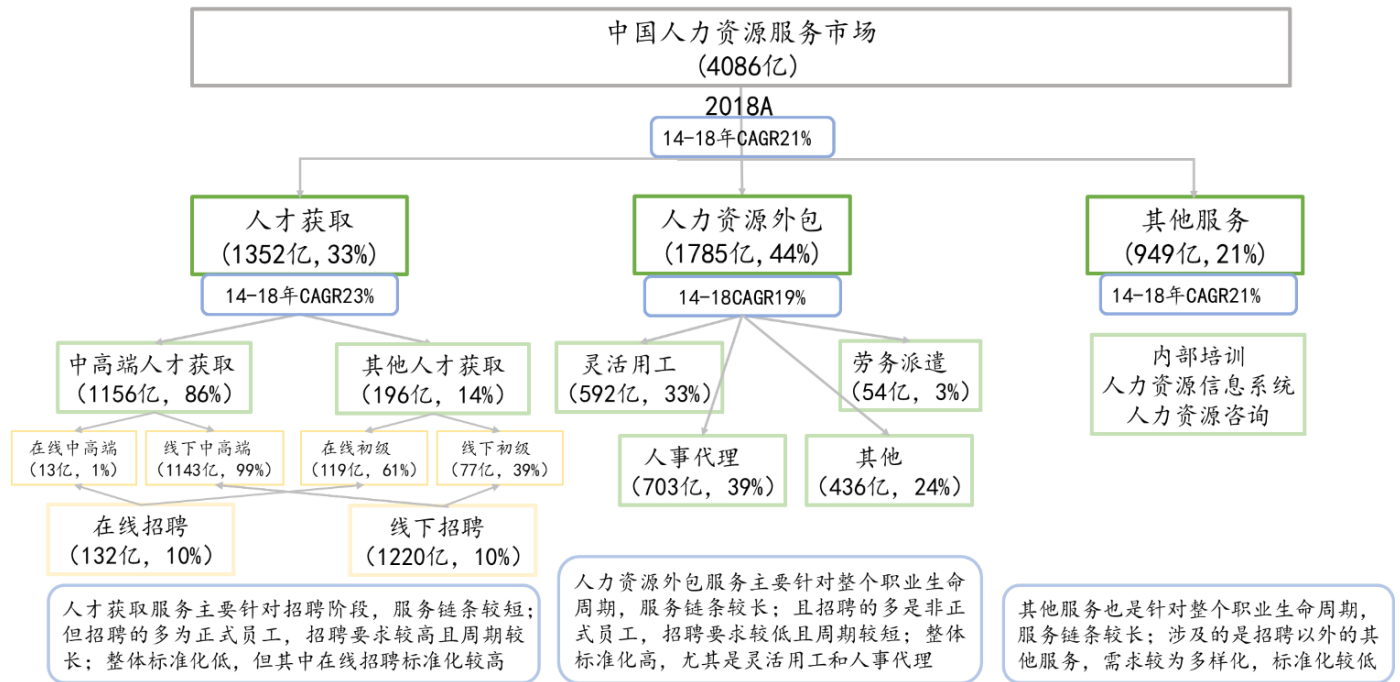 中国人力资源服务市场
(4086亿)
2018A
14-18年CAGR21%
人才获取
(1352亿,33%)
14-18年CAGR23%
人力资源外包
(1785亿,44%)
14-18CAGR19%
其他服务
(949亿,21%)
14-18年CAGR21%
中高端人才获取
(1156亿, 86%)
其他人才获取
(196亿, 14%)
灵活用工
(592亿, 33%)
劳务派遣
(54亿, 3%)
内部培训
人力资源信息系统
人力资源咨询
在线中高端
(13亿, 1%)
线下中高端
(1143亿, 99%)
在线初级
(119亿, 61%)
线下初级
(77亿, 39%)
人事代理
(703亿, 39%)
其他
(436亿, 24%)
在线招聘
(132亿, 10%)
线下招聘
(1220亿, 10%)
人才获取服务主要针对招聘阶段，服务链条较短；
但招聘的多为正式员工，招聘要求较高且周期较
长；整体标准化低，但其中在线招聘标准化较高
人力资源外包服务主要针对整个职业生命
周期，服务链条较长；且招聘的多是非正
式员工，招聘要求较低且周期较短；整体
标准化高，尤其是灵活用工和人事代理
其他服务也是针对整个职业生命周期，
服务链条较长；涉及的是招聘以外的其
他服务，需求较为多样化，标准化较低